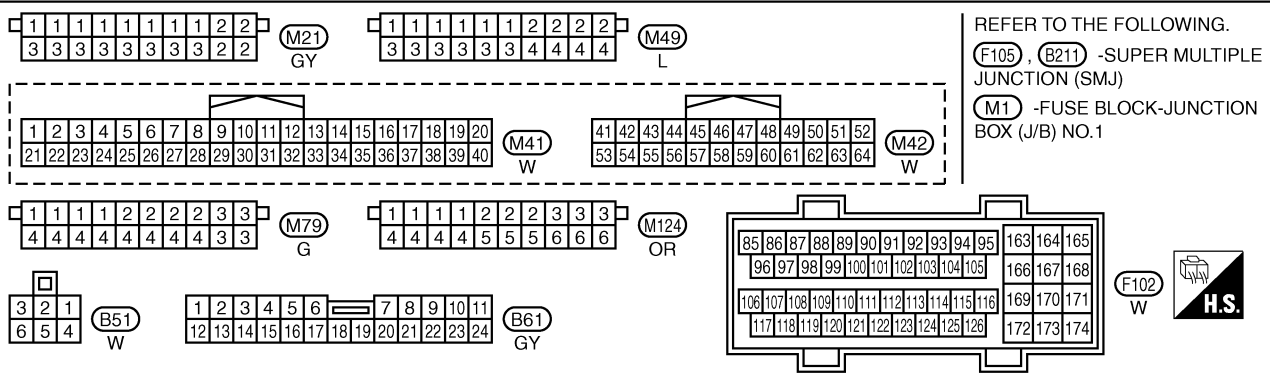 1 1 1 1 1 1 1 1 2 2
3 3 3 3 3 3 3 3 2 2
M21
GY
1 1 1 1 1 1 2 2 2 2
3 3 3 3 3 3 4 4 4 4
M49
L
REFER TO THE FOLLOWING.
F105 , B211 -SUPER MULTIPLE
JUNCTION (SMJ)
M1 -FUSE BLOCK-JUNCTION
BOX (J/B) NO.1
1 2 3 4 5 6 7 8 9 10 11 12 13 14 15 16 17 18 19 20
21 22 23 24 25 26 27 28 29 30 31 32 33 34 35 36 37 38 39 40
M41
W
41 42 43 44 45 46 47 48 49 50 51 52
53 54 55 56 57 58 59 60 61 62 63 64
M42
W
1 1 1 1 2 2 2 2 3 3
4 4 4 4 4 4 4 4 3 3
M79
G
1 1 1 1 2 2 2 3 3 3
4 4 4 4 5 5 5 6 6 6
M124
OR
85 86 87 88 89 90 91 92 93 94 95
96 97 98 99 100 101 102 103 104 105
106 107 108 109 110 111 112 113 114 115 116
117 118 119 120 121 122 123 124 125 126
163 164 165
166 167 168
169 170 171
172 173 174
F102
W
H.S.
3 2 1
6 5 4
B51
W
1 2 3 4 5 6 7 8 9 10 11
12 13 14 15 16 17 18 19 20 21 22 23 24
B61
GY